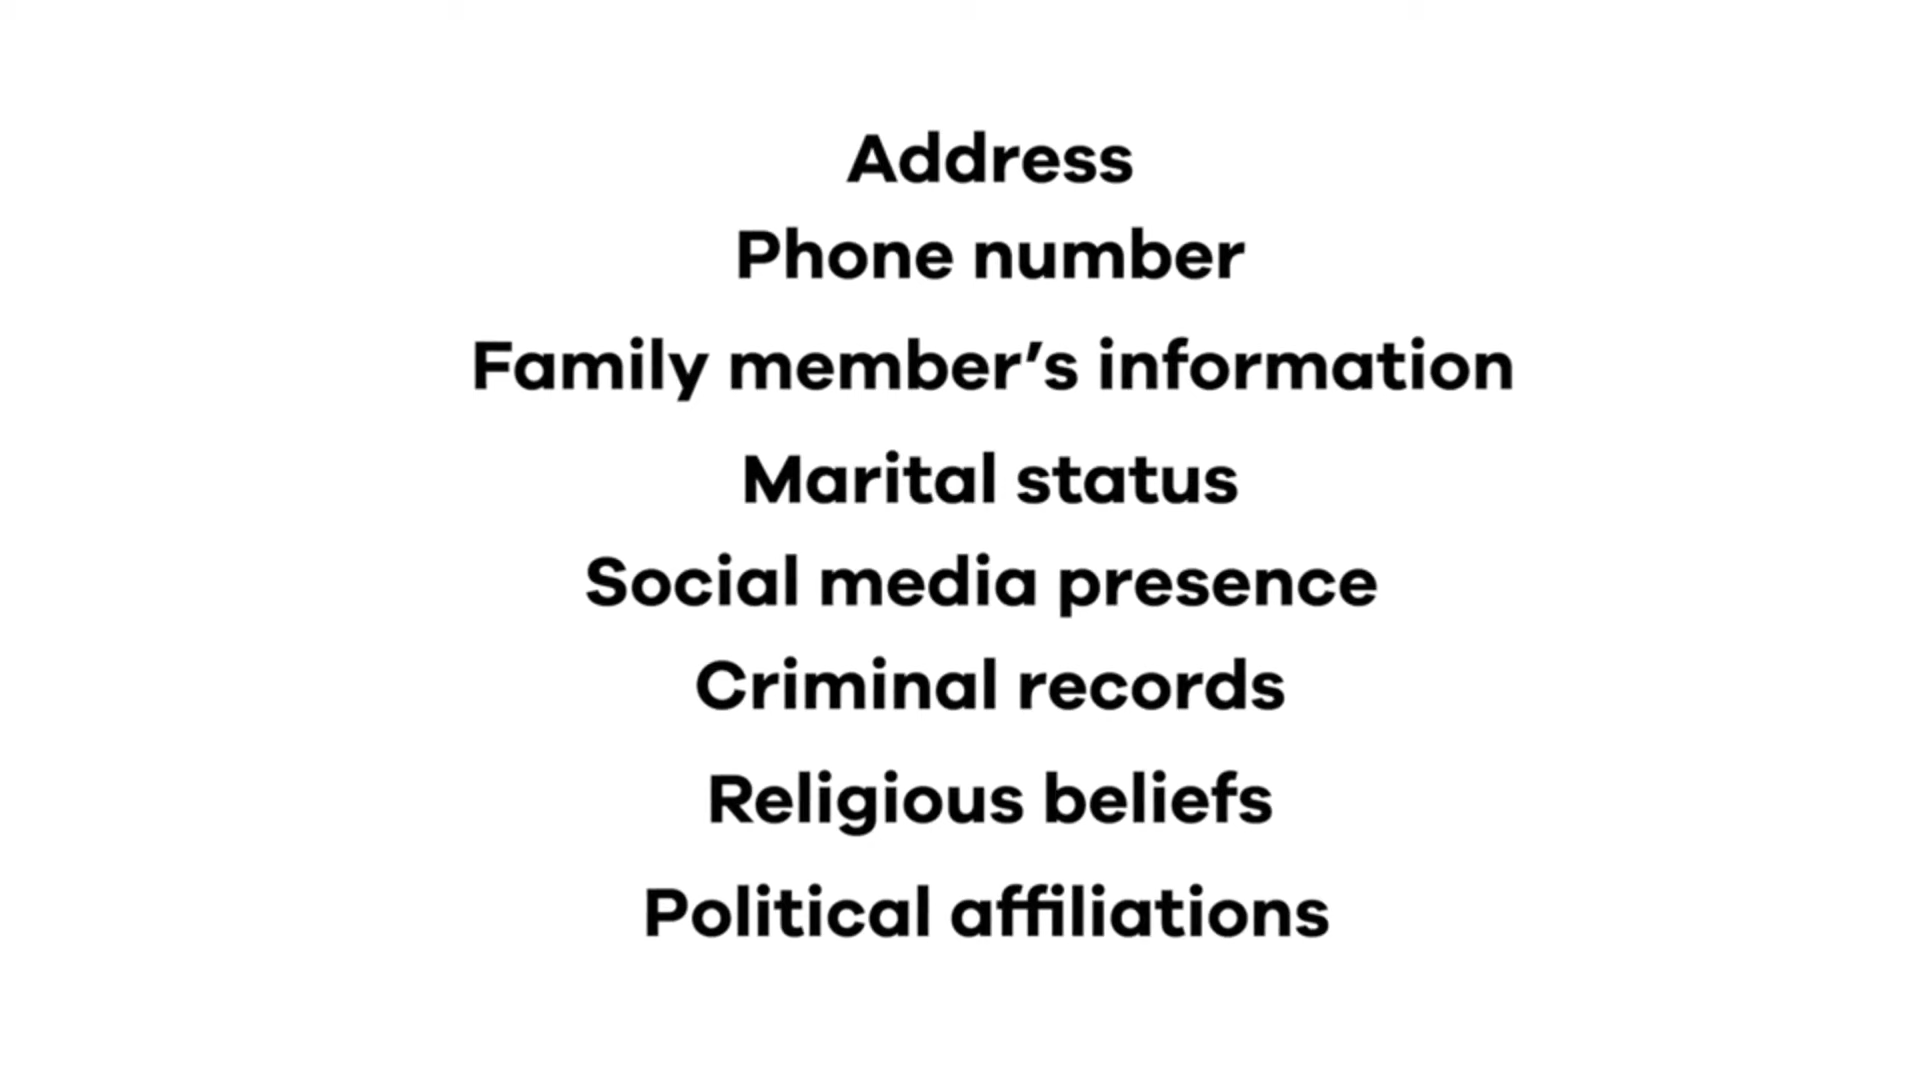 Address
Phone number
Family member’s information
Marital status
Social media presence
Criminal records
Religious beliefs
Political affiliations